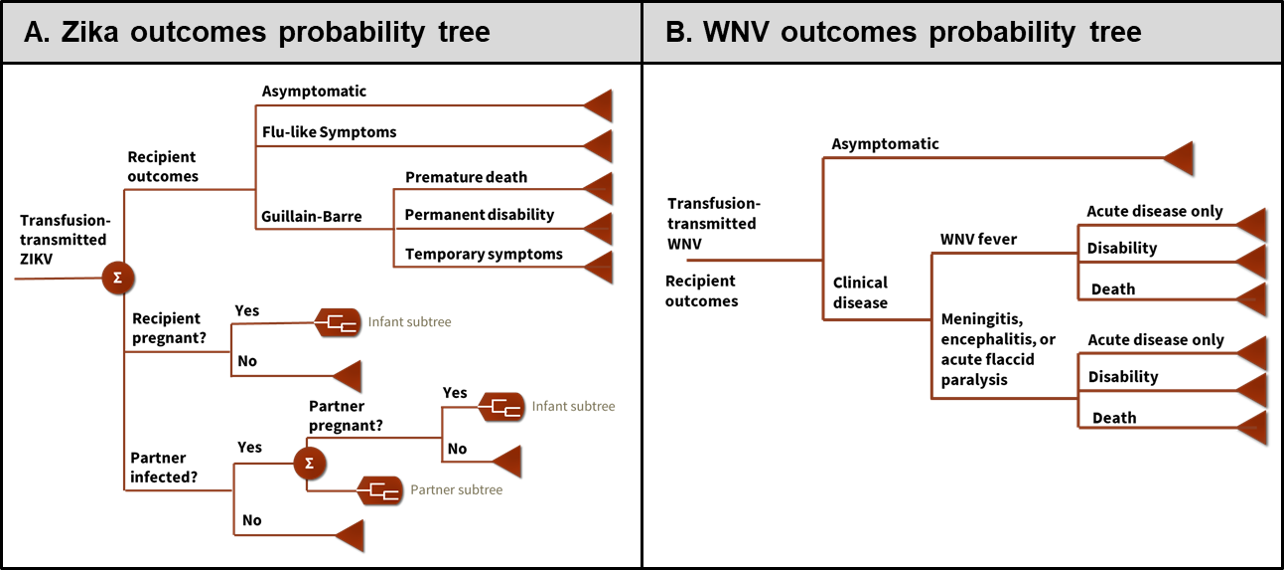 A. Zika outcomes probability tree
Asymptomatic
Flu-like Symptoms
Recipient
outcomes
Premature death
Guillain-Barre
Permanent disability
Temporary symptoms
Transfusion-
transmitted
ZIKV
Σ
Recipient
pregnant?
Yes
Infant subtree
No
Partner
pregnant?
Yes
Infant subtree
No
Partner
infected?
Yes
Σ
Partner subtree
No
B. WNV outcomes probability tree
Asymptomatic
Transfusion-
transmitted
WNV
Recipient
outcomes
Clinical
disease
WNV fever
Acute disease only
Disability
Death
Meningitis,
encephalitis, or
acute flaccid
paralysis
Acute disease only
Disability
Death